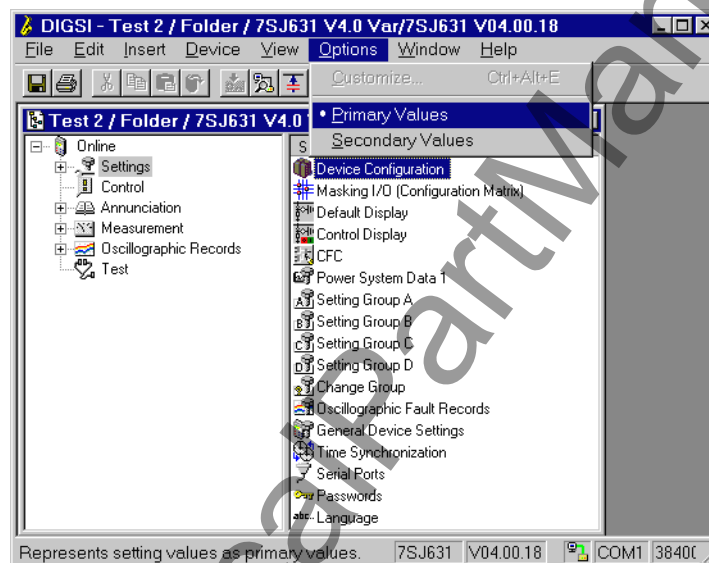 DIGSI - Test 2 / Folder / 7SJ631 V4.0 Var/7SJ631 V04.00.18
File Edit Insert Device View Options Window Help
Customize... Ctrl+Alt+E
Primary Values
Secondary Values
Test 2 / Folder / 7SJ631 V4.0
Online
Settings
Control
Annunciation
Measurement
Oscillographic Records
Test
S
Device Configuration
Masking I/O (Configuration Matrix)
Default Display
Control Display
CFC
Power System Data 1
Setting Group A
Setting Group B
Setting Group C
Setting Group D
Change Group
Oscillographic Fault Records
General Device Settings
Time Synchronization
Serial Ports
Passwords
Language
Represents setting values as primary values. 7SJ631 V04.00.18 COM1 3840